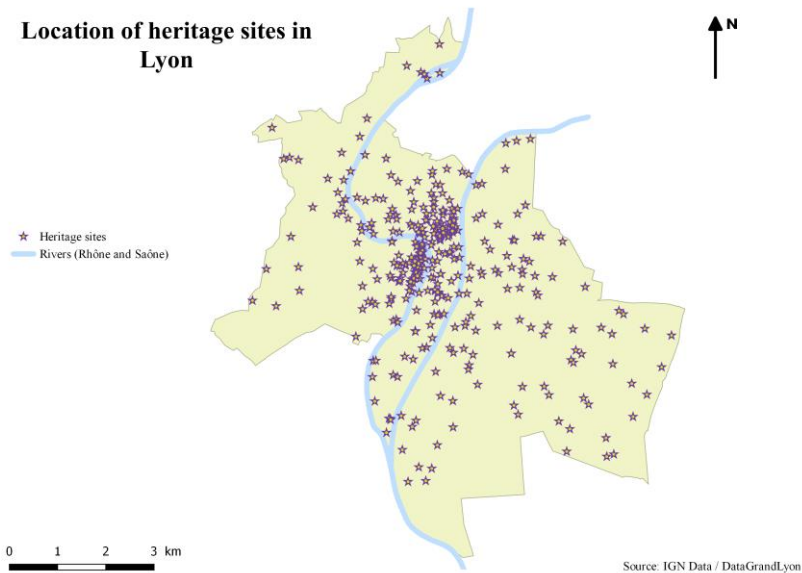 Location of heritage sites in
Lyon
N
Heritage sites
Rivers (Rhône and Saône)
0 1 2 3 km
Source: IGN Data / DataGrandLyon